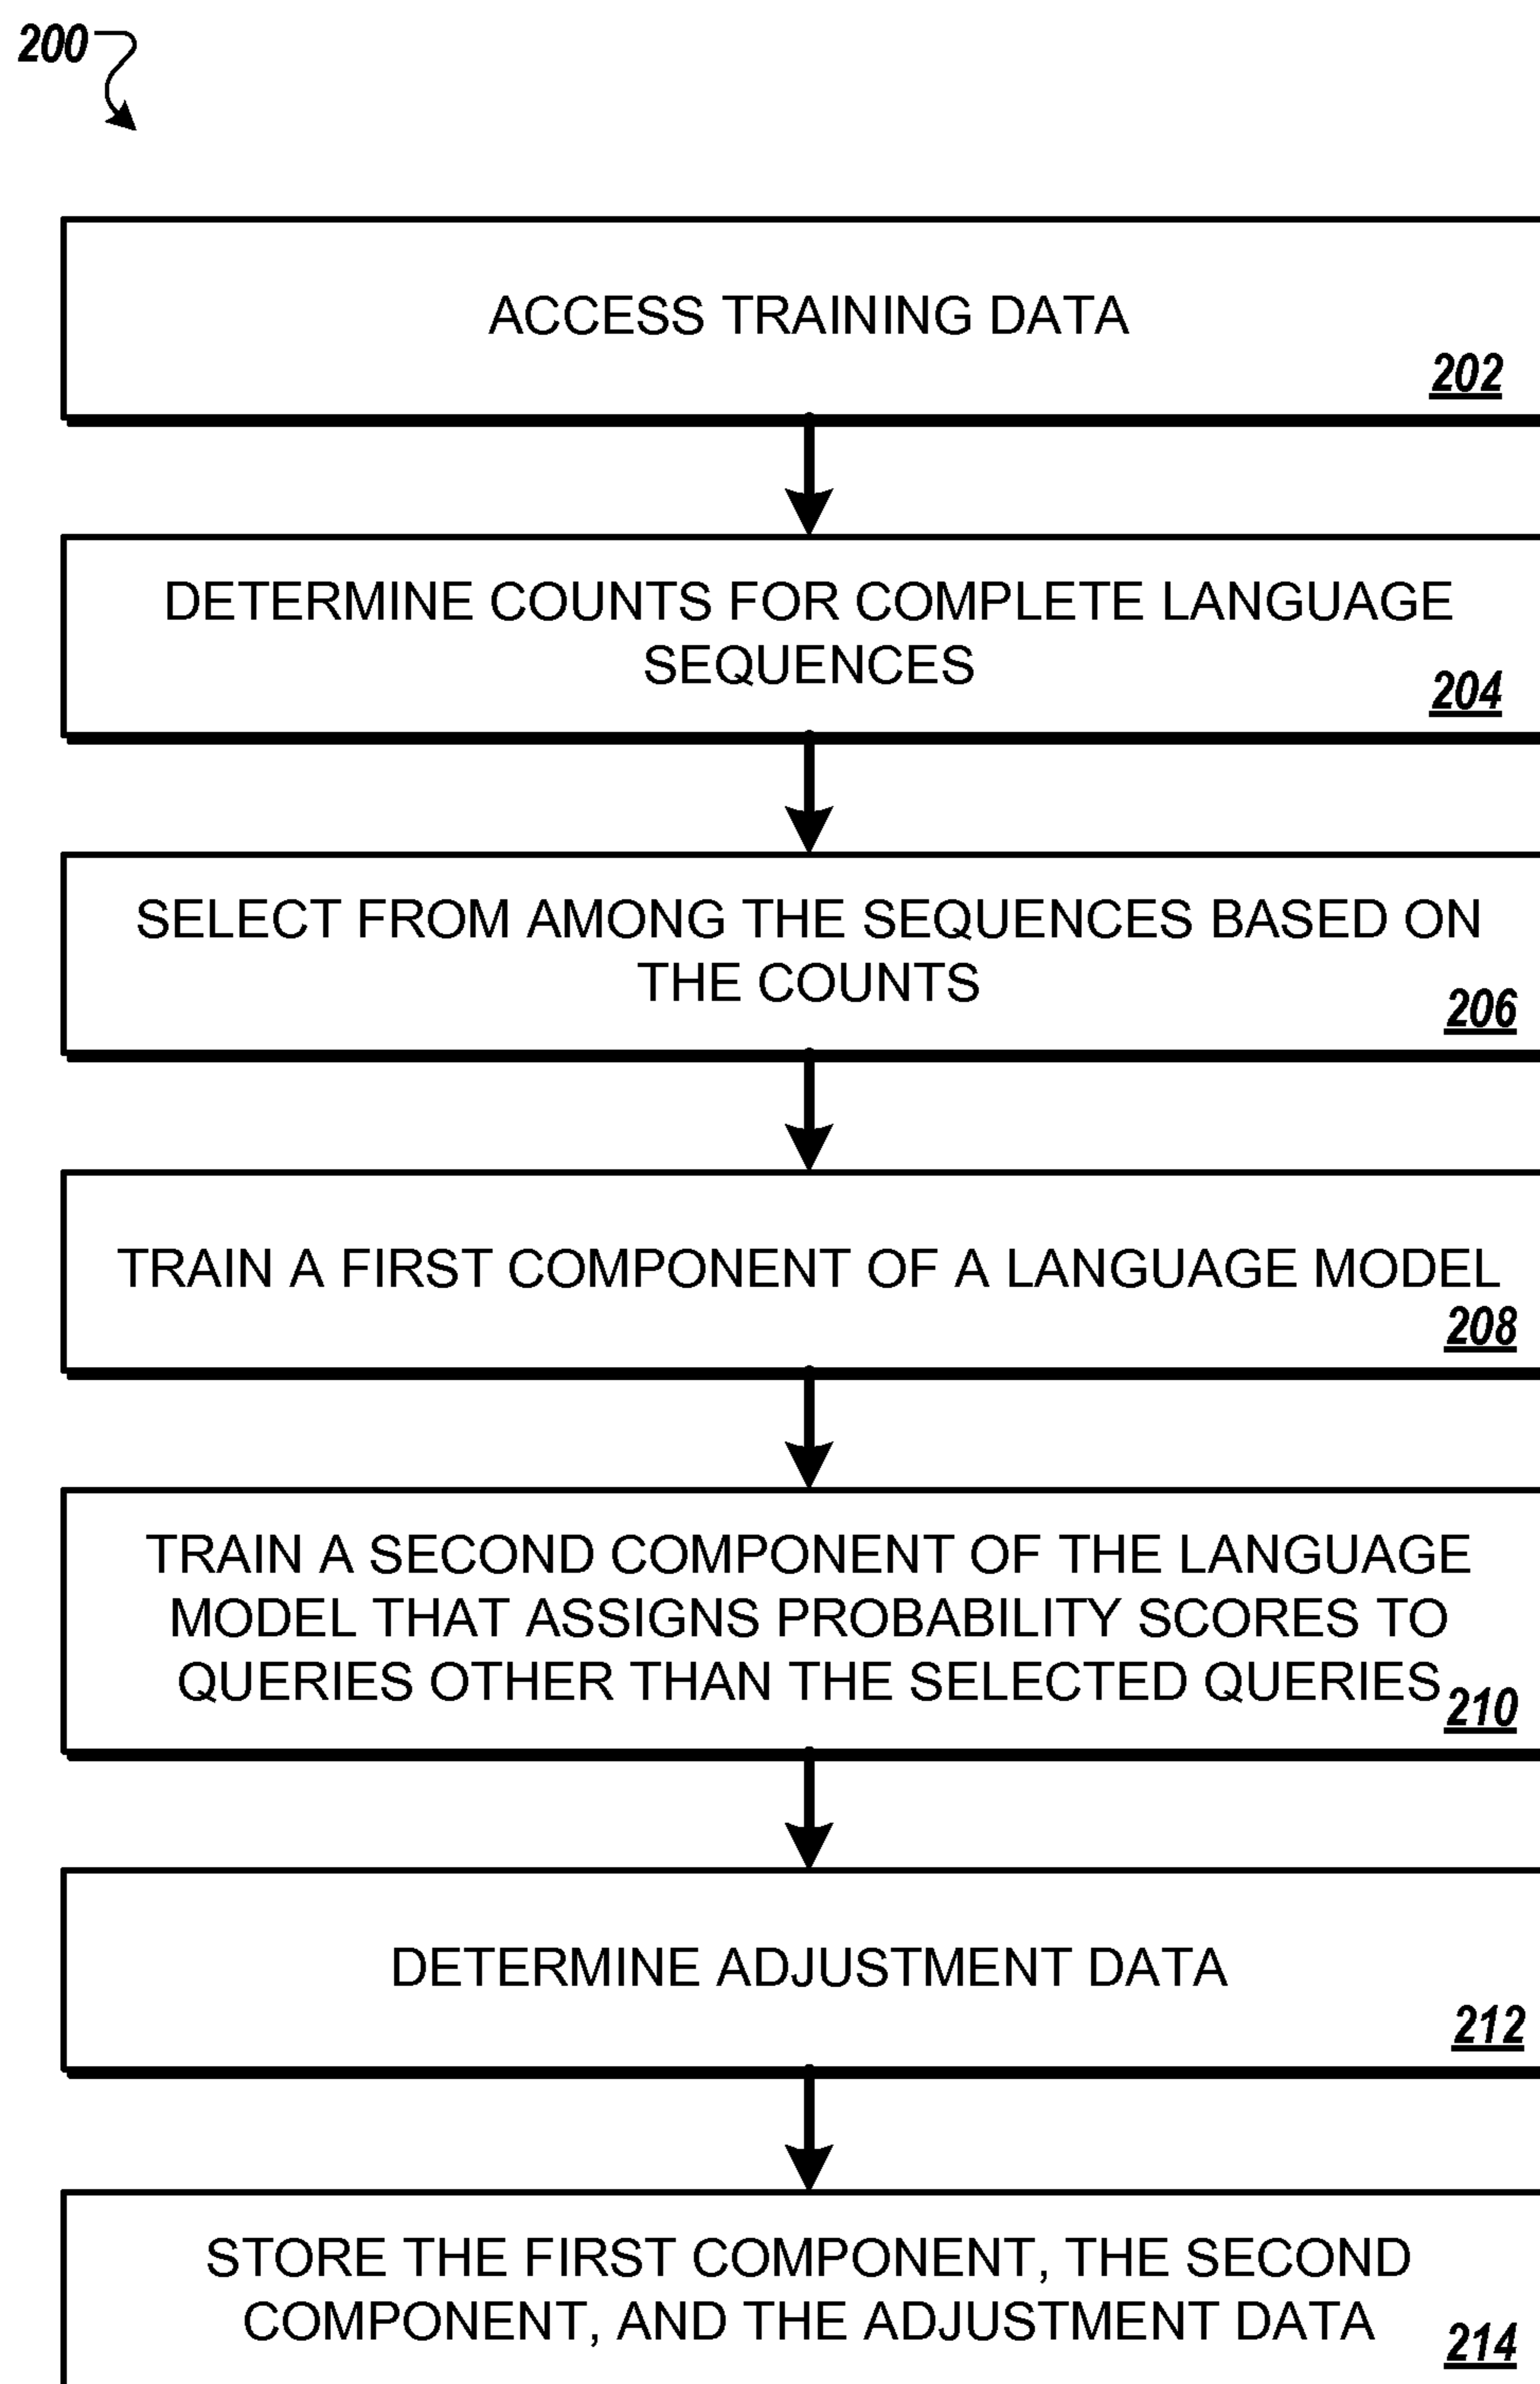 200
ACCESS TRAINING DATA
202
DETERMINE COUNTS FOR COMPLETE LANGUAGE
SEQUENCES
204
SELECT FROM AMONG THE SEQUENCES BASED ON
THE COUNTS
206
TRAIN A FIRST COMPONENT OF A LANGUAGE MODEL
208
TRAIN A SECOND COMPONENT OF THE LANGUAGE
MODEL THAT ASSIGNS PROBABILITY SCORES TO
QUERIES OTHER THAN THE SELECTED QUERIES
210
DETERMINE ADJUSTMENT DATA
212
STORE THE FIRST COMPONENT, THE SECOND
COMPONENT, AND THE ADJUSTMENT DATA
214